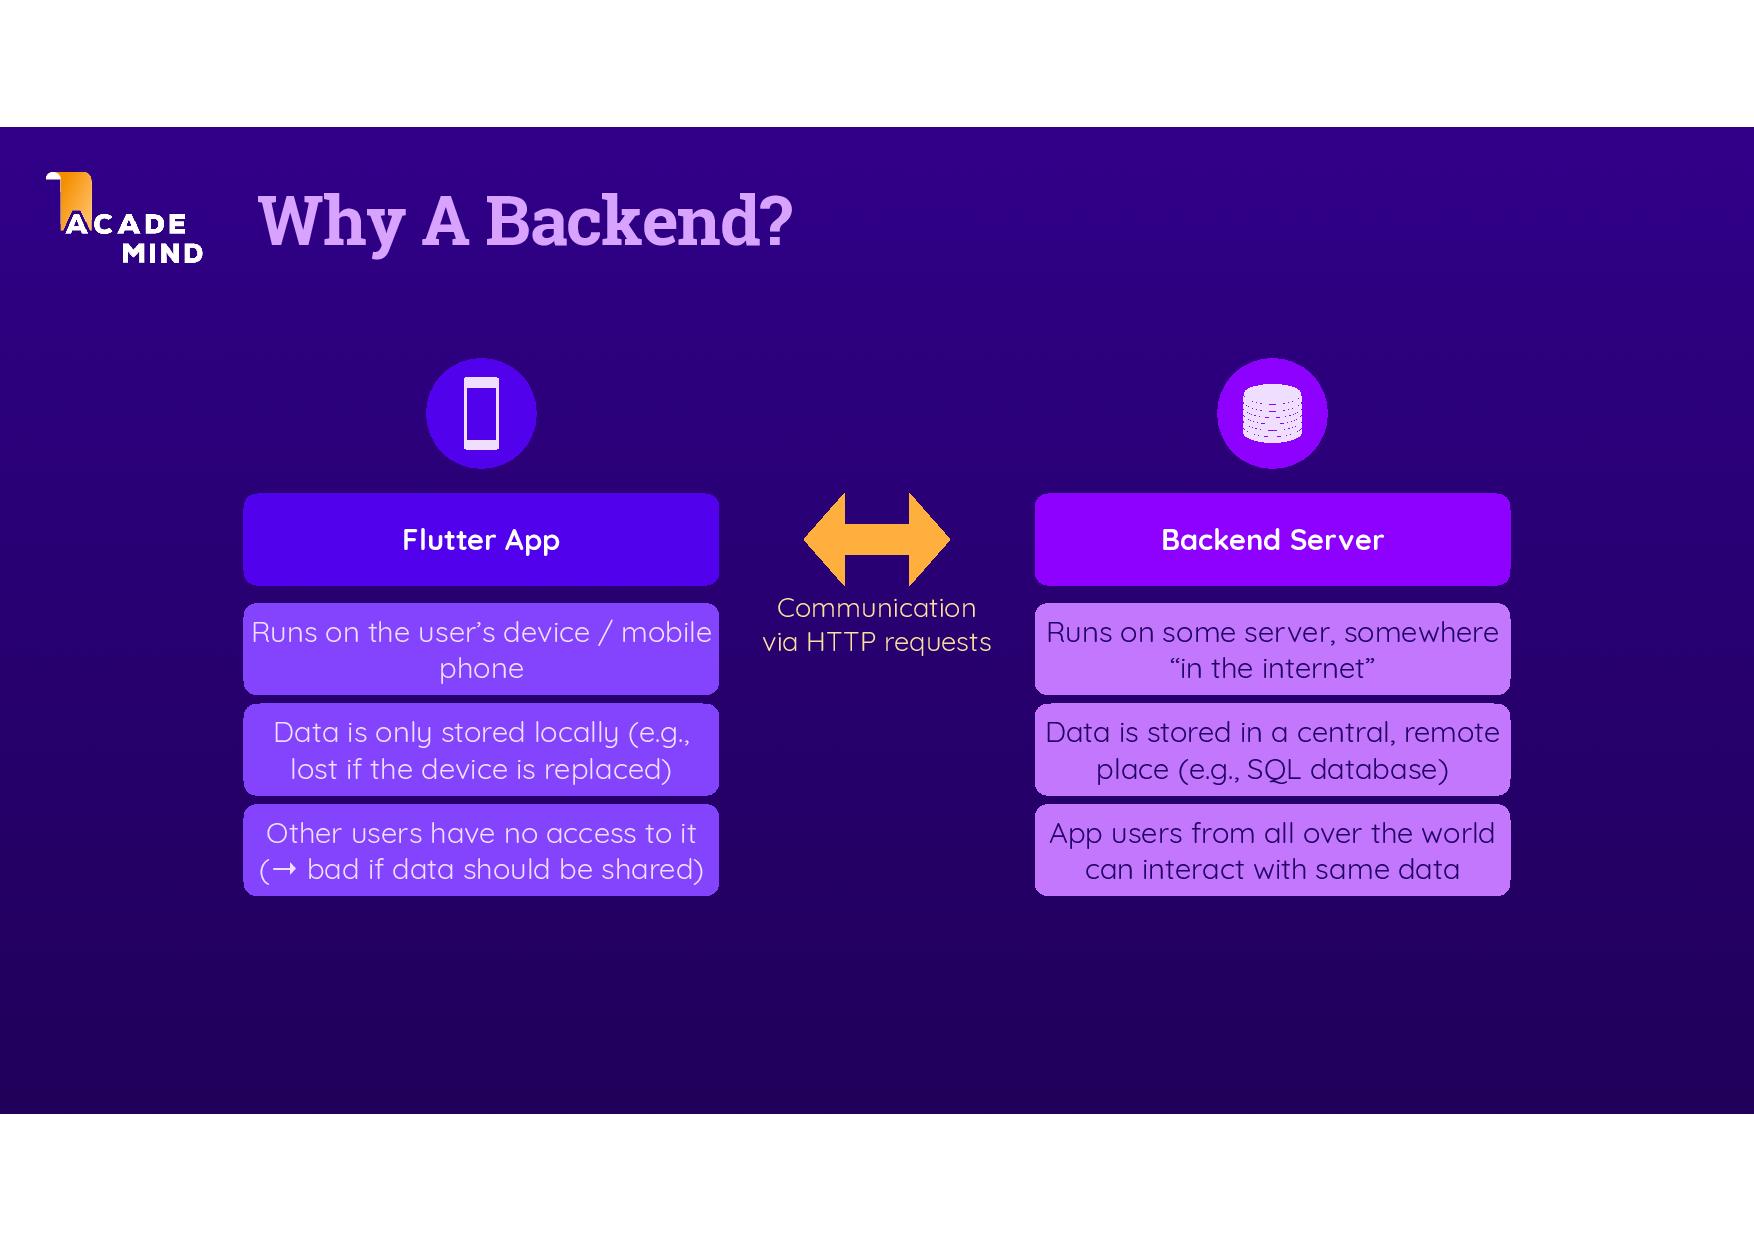 ACADE
MIND
Why A Backend?
Flutter App
Runs on the user’s device / mobile
phone
Data is only stored locally (e.g.,
lost if the device is replaced)
Other users have no access to it
(→ bad if data should be shared)
Communication
via HTTP requests
Backend Server
Runs on some server, somewhere
“in the internet”
Data is stored in a central, remote
place (e.g., SQL database)
App users from all over the world
can interact with same data